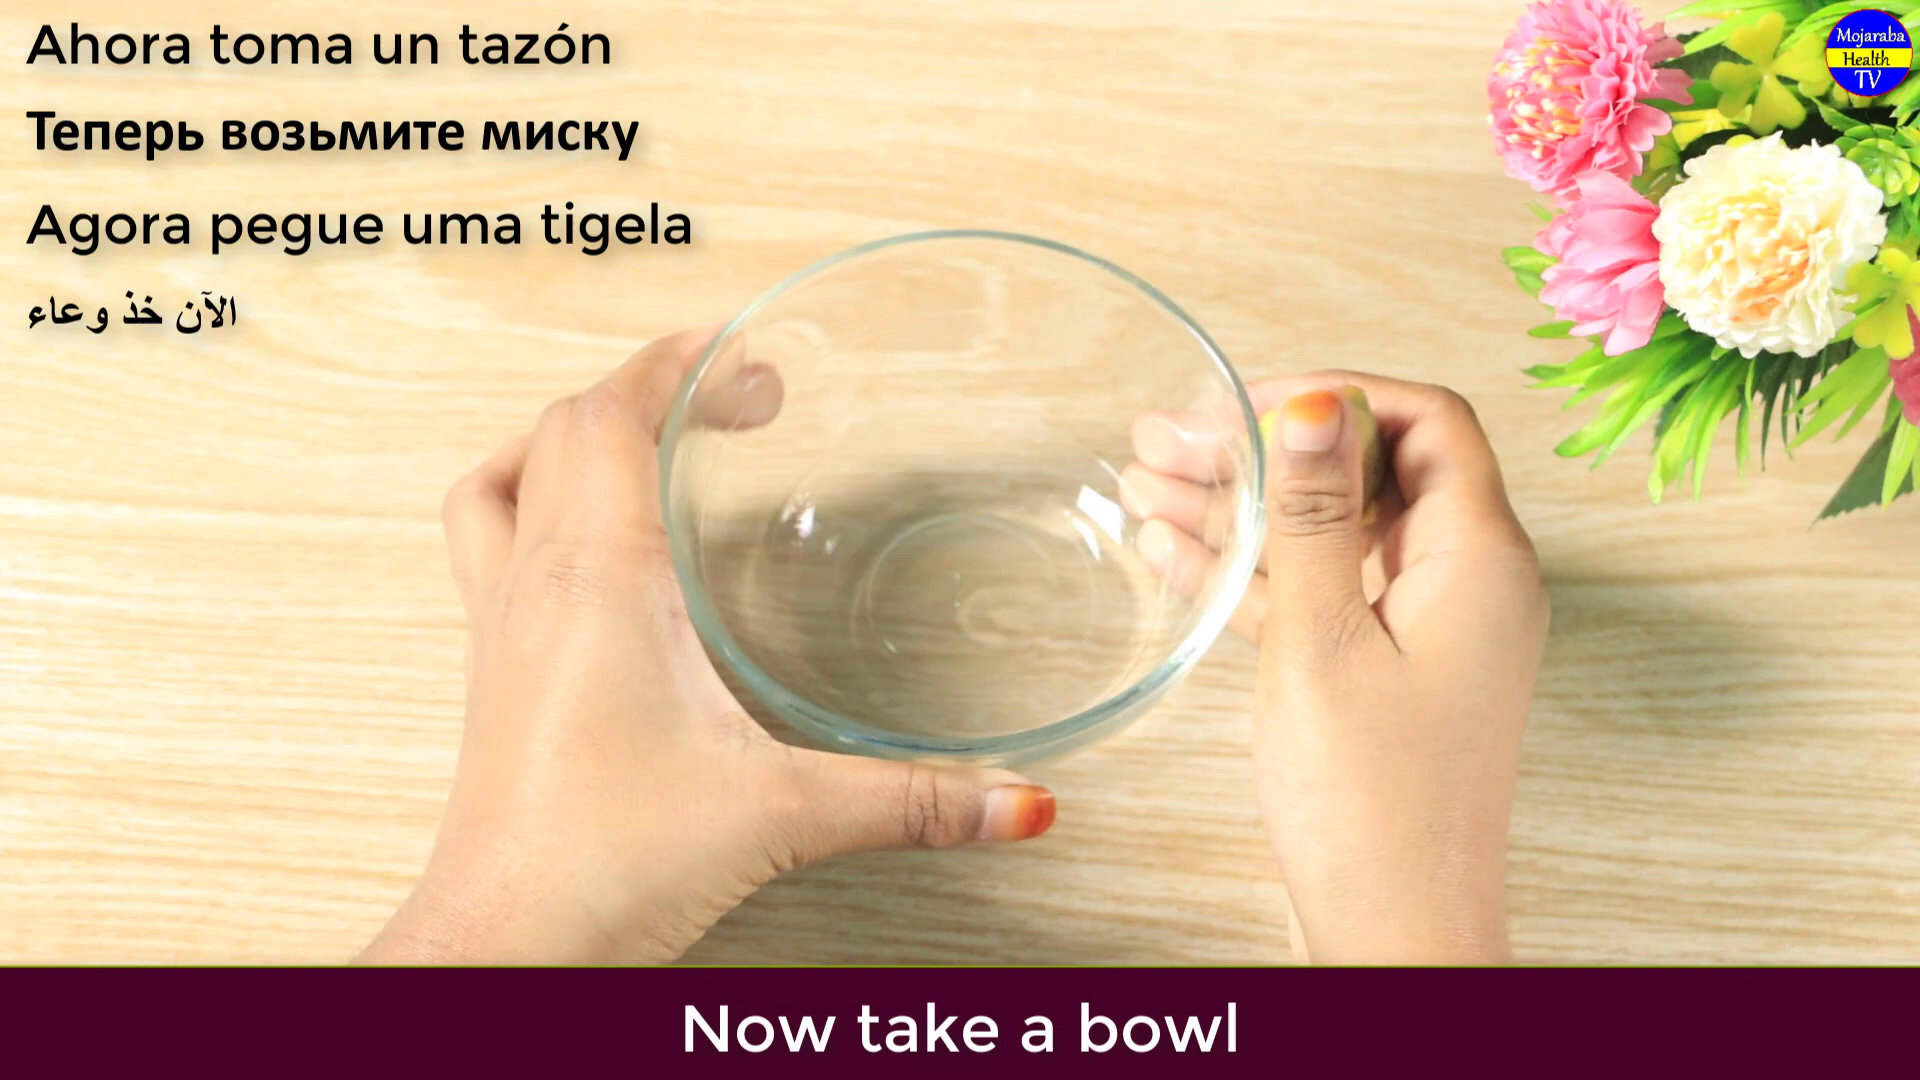 Ahora toma un tazón
Теперь возьмите миску
Agora pegue uma tigela
الآن خذ وعاء
Mojaraba
Health
TV
Now take a bowl